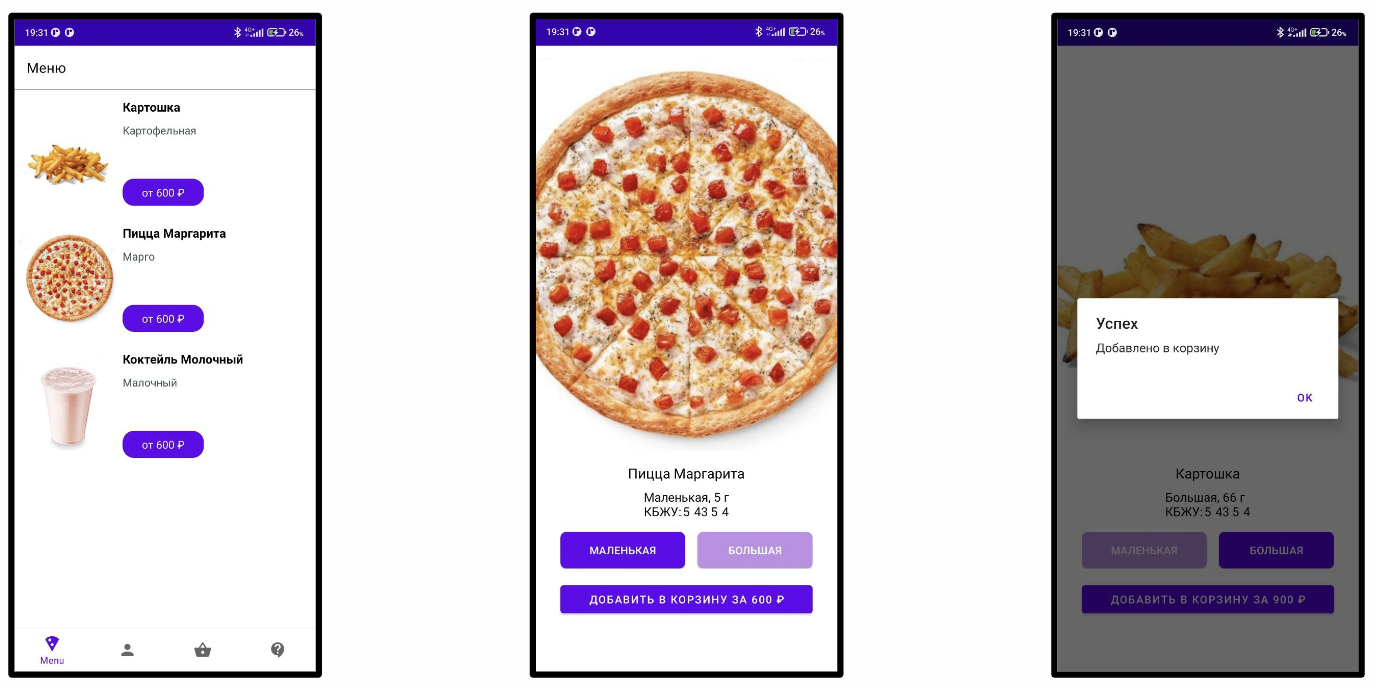 19:31
26%
Меню
Картошка
Картофельная
от 600 ₽
Пицца Маргарита
Марго
от 600 ₽
Коктейль Молочный
Малочный
от 600 ₽
Menu
19:31
26%
Пицца Маргарита
Маленькая, 5 г
КБЖУ: 5 43 5 4
МАЛЕНЬКАЯ
БОЛЬШАЯ
ДОБАВИТЬ В КОРЗИНУ ЗА 600 ₽
19:31
26%
Успех
Добавлено в корзину
OK
Картошка
Большая, 66 г
КБЖУ: 5 43 5 4
МАЛЕНЬКАЯ
БОЛЬШАЯ
ДОБАВИТЬ В КОРЗИНУ ЗА 900 ₽